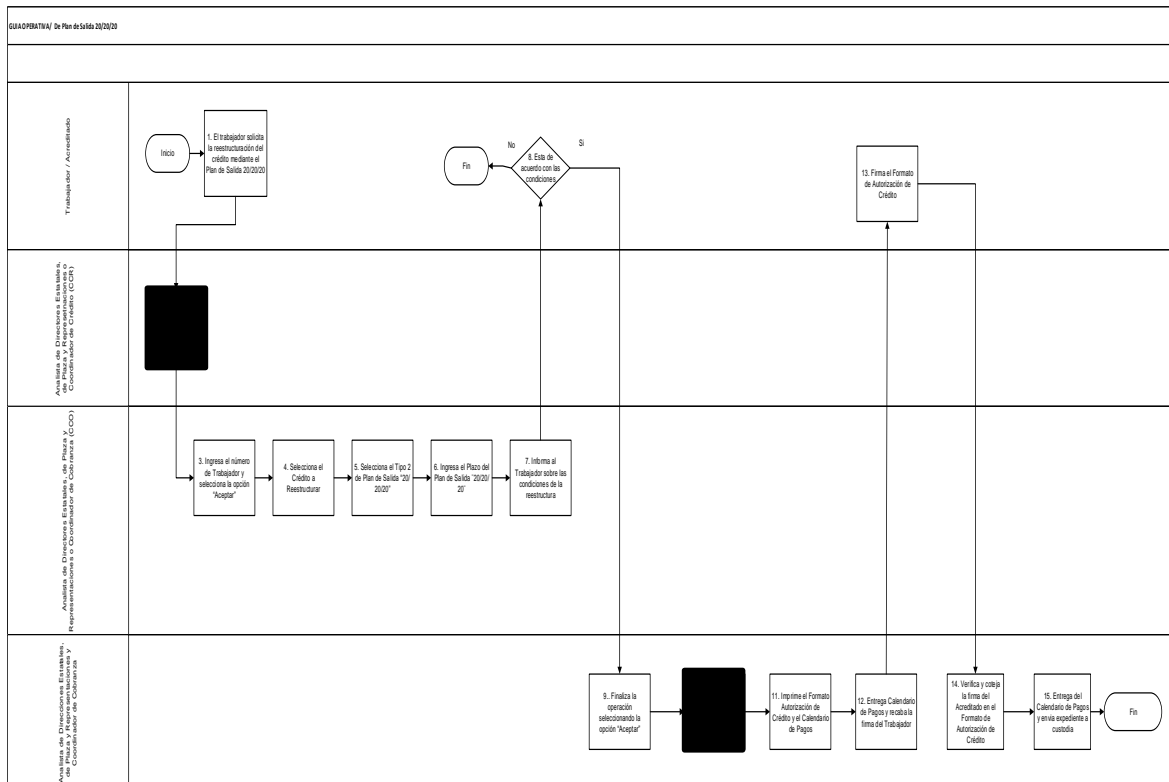 GUIA OPERATIVA/ De Plan de Salida 20/20/20
Trabajador / Acreditado
Inicio
1. El trabajador solicita
la reestructuración del
crédito mediante el
Plan de Salida 20/20/20
Fin
No
8. Esta de
acuerdo con las
condiciones
Si
13. Firma el Formato
de Autorización de
Crédito
Analista de Directores Estatales,
de Plaza y Represetnaciones o
Coordinador de Crédito (CCR)
Analista de Directores Estatales, de Plaza y
Representaciones o Coordinador de Cobranza (CCO)
3. Ingresa el número
de Trabajador y
selecciona la opción
"Aceptar"
4. Selecciona el
Crédito a
Reestructurar
5. Selecciona el Tipo 2
de Plan de Salida "20/
20/20"
6. Ingresa el Plazo del
Plan de Salida ¨20/20/
20¨
7. Informa al
Trabajador sobre las
condiciones de la
reestructura
Analista de Direcciones Estatales,
de Plaza y Representaciones y
Coordinador de Cobranza
9.. Finaliza la
operación
seleccionando la
opción "Aceptar"
11. Imprime el Formato
Autorización de
Crédito y el Calendario
de Pagos
12. Entrega Calendario
de Pagos y recaba la
firma del Trabajador
14. Verifica y coteja
la firma del
Acreditado en el
Formato de
Autorización de
Crédito
15. Entrega del
Calendario de Pagos y
envia expediente a
custodia
Fin